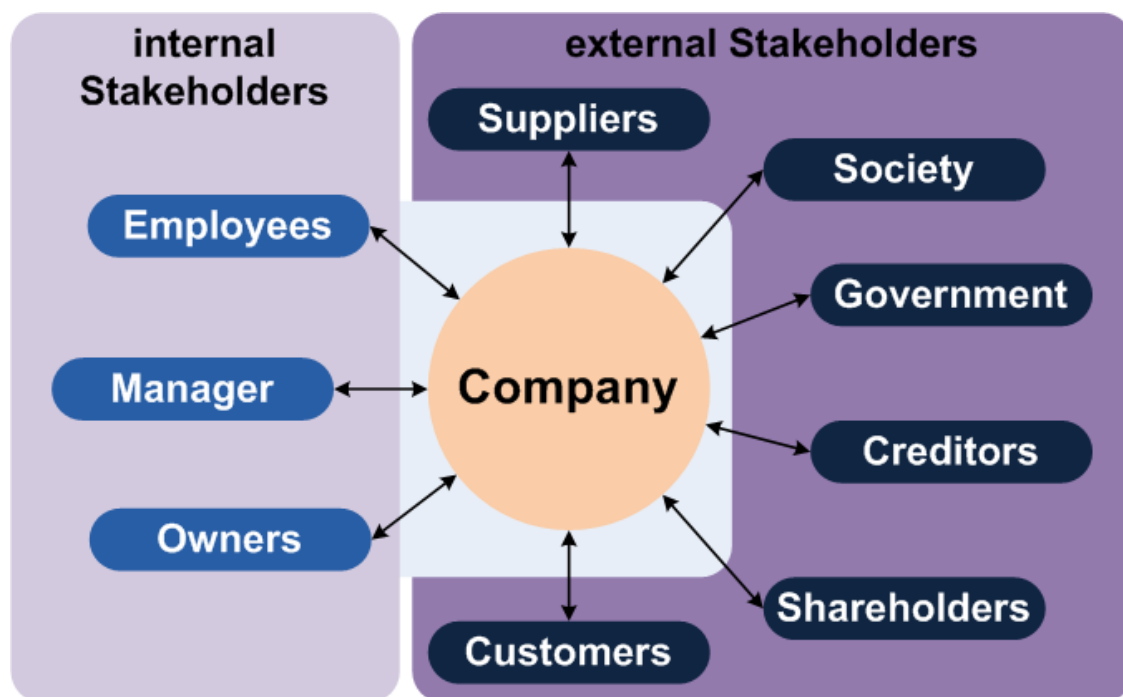 internal
Stakeholders
Employees
Manager
Owners
external Stakeholders
Suppliers
Society
Government
Company
Creditors
Shareholders
Customers